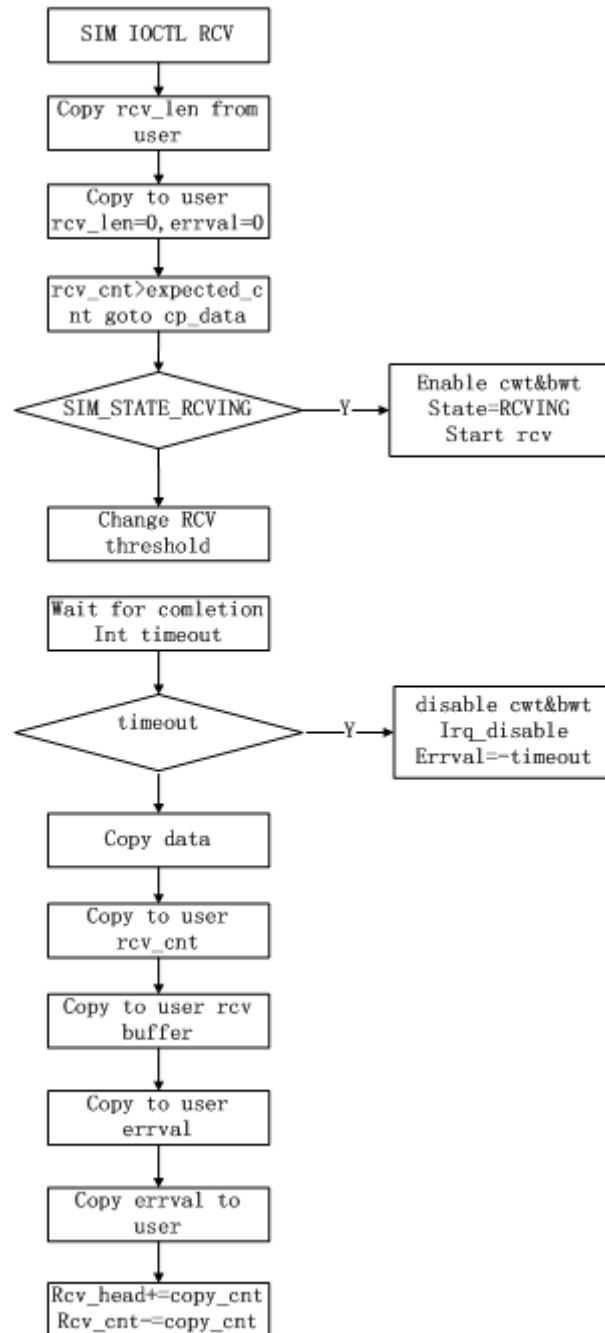 SIM IOCTL RCV
Copy rcv_len from
user
Copy to user
rcv_len=0,errval=0
rcv_cnt>expected_c
nt goto cp_data
SIM_STATE_RCVING
Y
Enable cwt&bwt
State=RCVING
Start rcv
Change RCV
threshold
Wait for comletion
Int timeout
timeout
Y
disable cwt&bwt
Irq_disable
Errval=-timeout
Copy data
Copy to user
rcv_cnt
Copy to user rcv
buffer
Copy to user
errval
Copy errval to
user
Rcv_head+=copy_cnt
Rcv_cnt-=copy_cnt